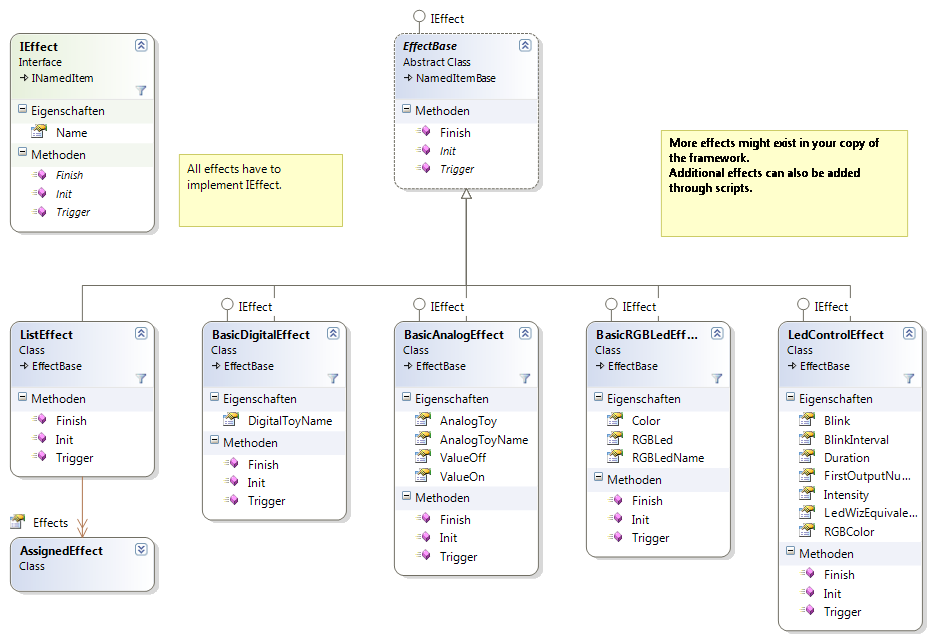 IEffect
IEffect
Interface
INamedItem
Eigenschaften
Name
Methoden
Finish
Init
Trigger
All effects have to
implement IEffect.
EffectBase
Abstract Class
NamedItemBase
Methoden
Finish
Init
Trigger
More effects might exist in your copy of
the framework.
Additional effects can also be added
through scripts.
ListEffect
Class
EffectBase
Methoden
Finish
Init
Trigger
Effects
AssignedEffect
Class
IEffect
BasicDigitalEffect
Class
EffectBase
Eigenschaften
DigitalToyName
Methoden
Finish
Init
Trigger
IEffect
BasicAnalogEffect
Class
EffectBase
Eigenschaften
AnalogToy
AnalogToyName
ValueOff
ValueOn
Methoden
Finish
Init
Trigger
IEffect
BasicRGBLedEff...
Class
EffectBase
Eigenschaften
Color
RGBLed
RGBLedName
Methoden
Finish
Init
Trigger
IEffect
LedControlEffect
Class
EffectBase
Eigenschaften
Blink
BlinkInterval
Duration
FirstOutputNu...
Intensity
LedWizEquivale...
RGBColor
Methoden
Finish
Init
Trigger